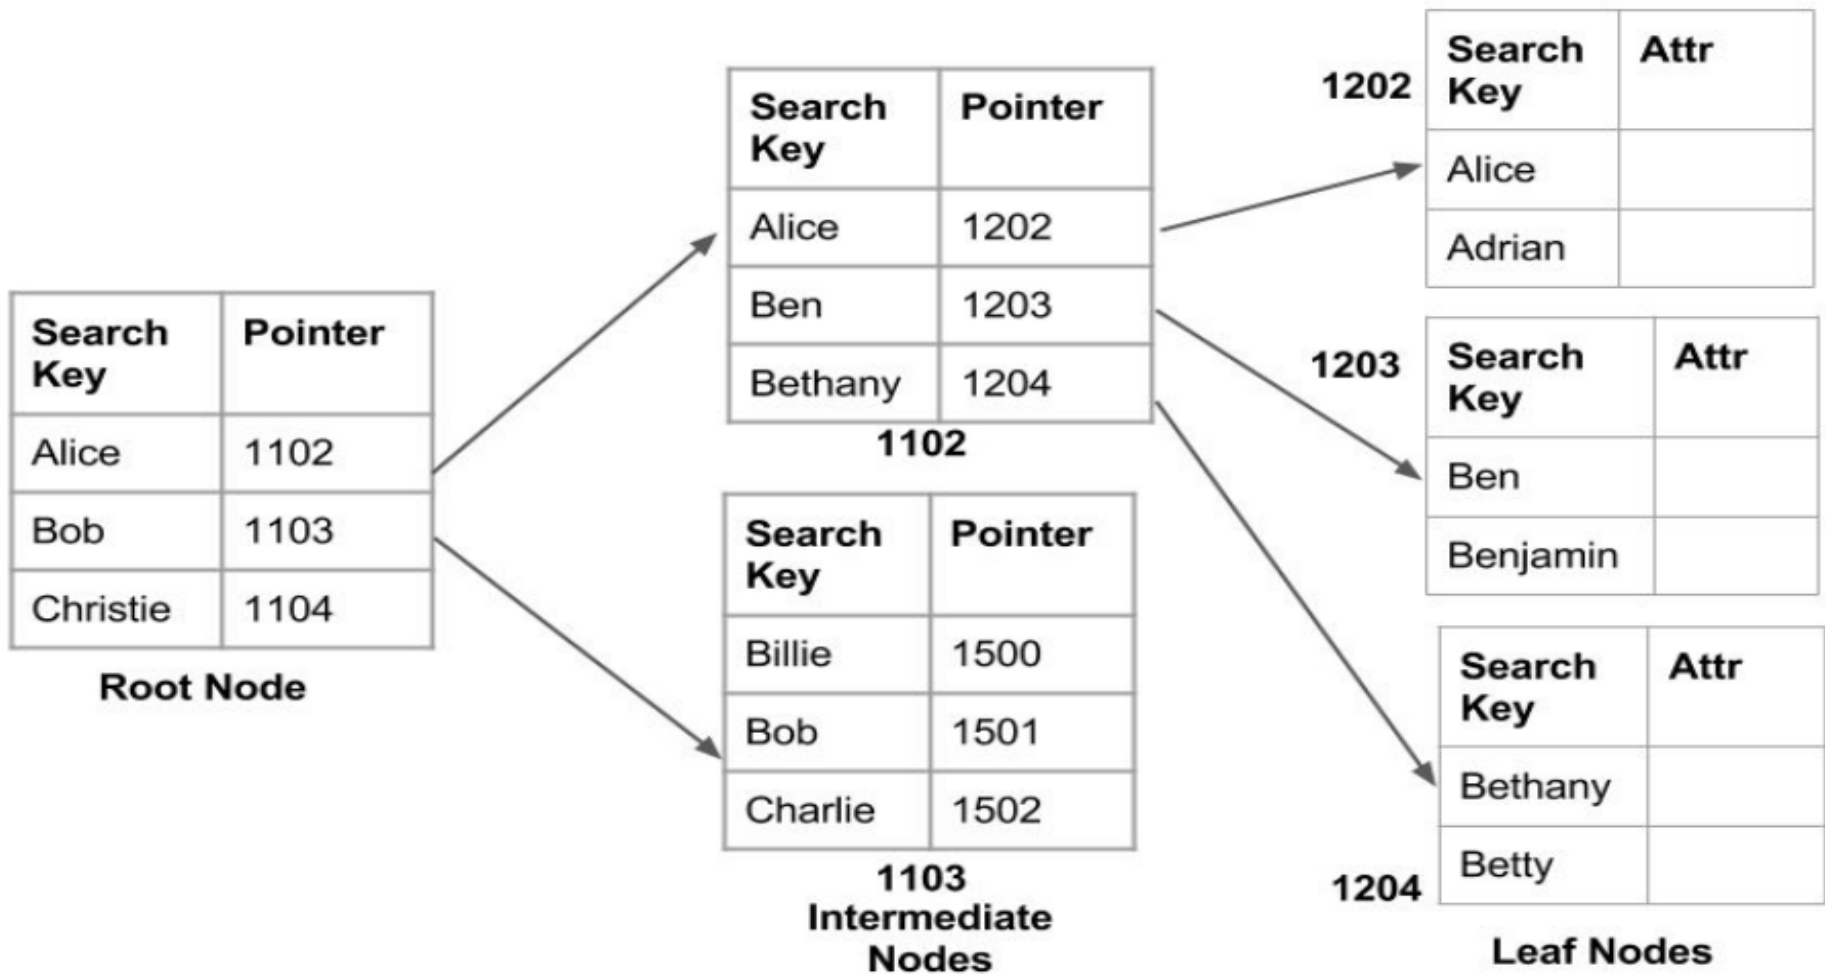 Search Key Pointer
Alice 1102
Bob 1103
Christie 1104
Root Node
Search Key Pointer
Alice 1202
Ben 1203
Bethany 1204
1102
Search Key Pointer
Billie 1500
Bob 1501
Charlie 1502
1103
Intermediate
Nodes
1202
Search Key Attr
Alice
Adrian
1203
Search Key Attr
Ben
Benjamin
Search Key Attr
Bethany
Betty
1204
Leaf Nodes